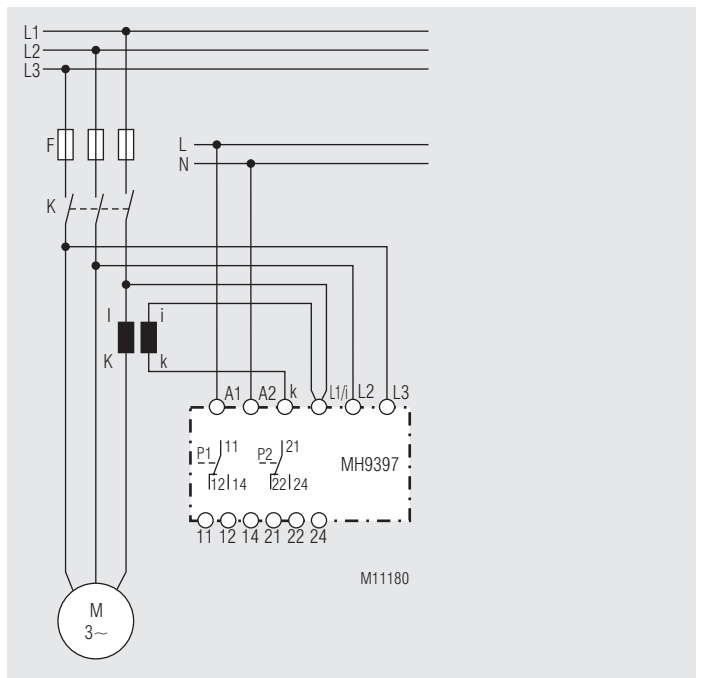 L1
L2
L3
F
L
N
K
I i
K k
A1 A2 k L1/i L2 L3
P1 11 P2 21
MH9397
12 14 22 24
11 12 14 21 22 24
M11180
M
3~